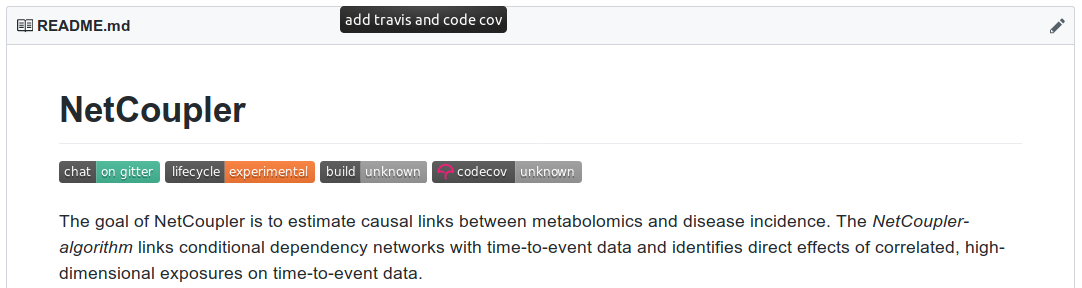 add travis and code cov
README.md
NetCoupler
chat on gitter lifecycle experimental build unknown codecov unknown
The goal of NetCoupler is to estimate causal links between metabolomics and disease incidence. The NetCoupler-
algorithm links conditional dependency networks with time-to-event data and identifies direct effects of correlated, high-
dimensional exposures on time-to-event data.